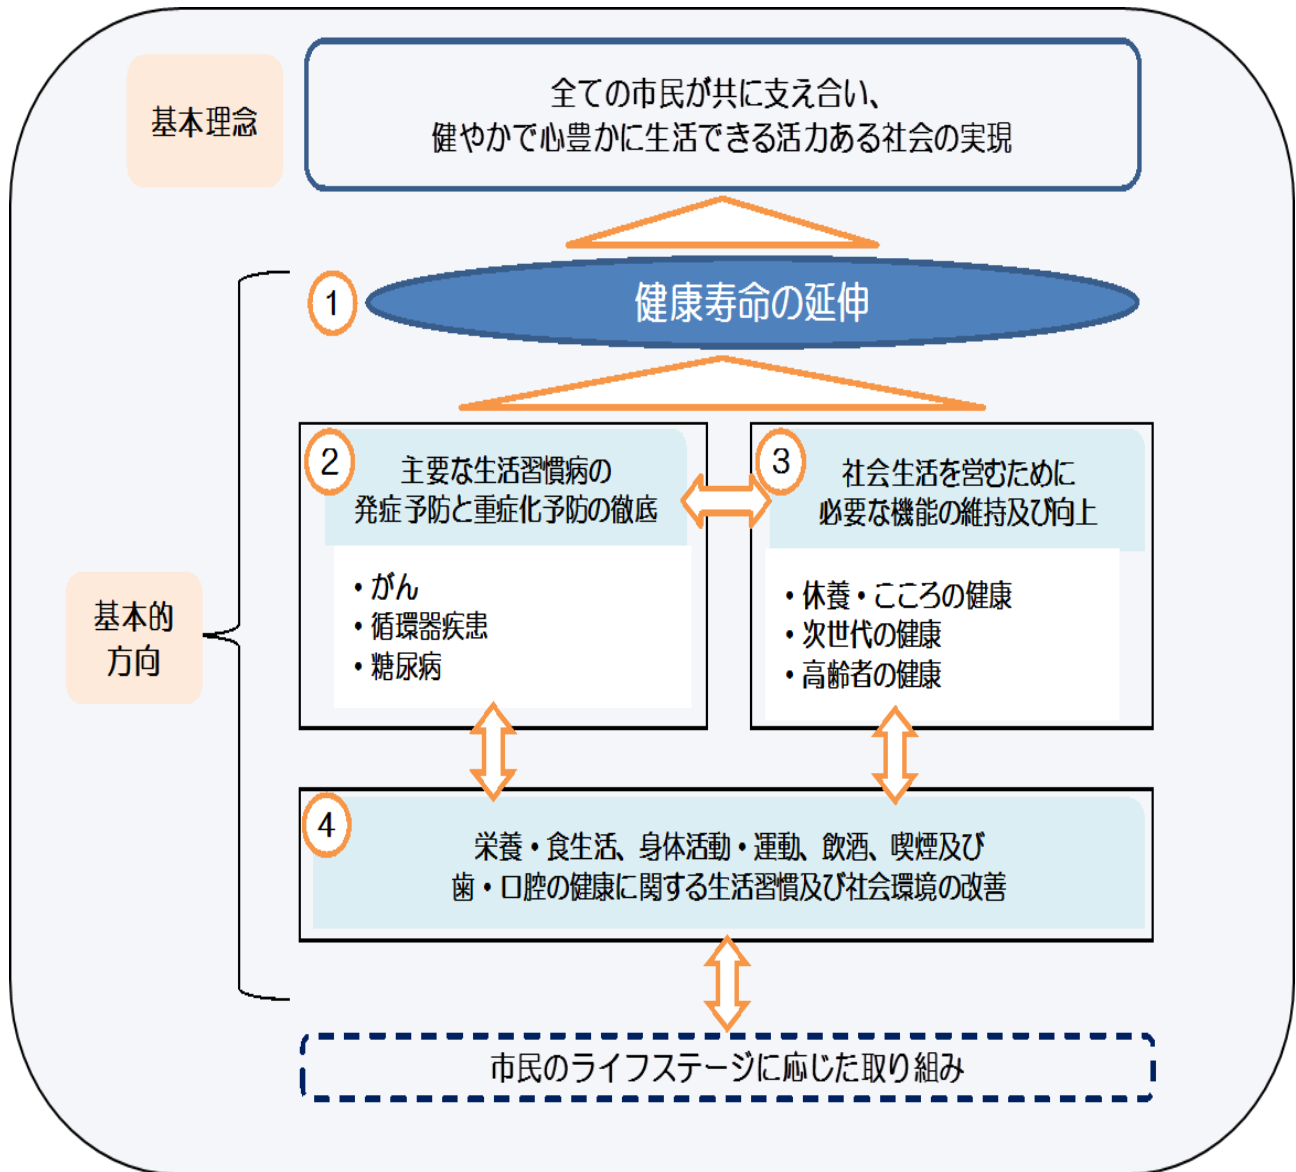 基本理念
全ての市民が共に支え合い、
健やかで心豊かに生活できる活力ある社会の実現
1
健康寿命の延伸
基本的
方向
2
主要な生活習慣病の
発症予防と重症化予防の徹底
・がん
・循環器疾患
・糖尿病
3
社会生活を営むために
必要な機能の維持及び向上
・休養・こころの健康
・次世代の健康
・高齢者の健康
4
栄養・食生活、身体活動・運動、飲酒、喫煙及び
歯・口腔の健康に関する生活習慣及び社会環境の改善
市民のライフステージに応じた取り組み